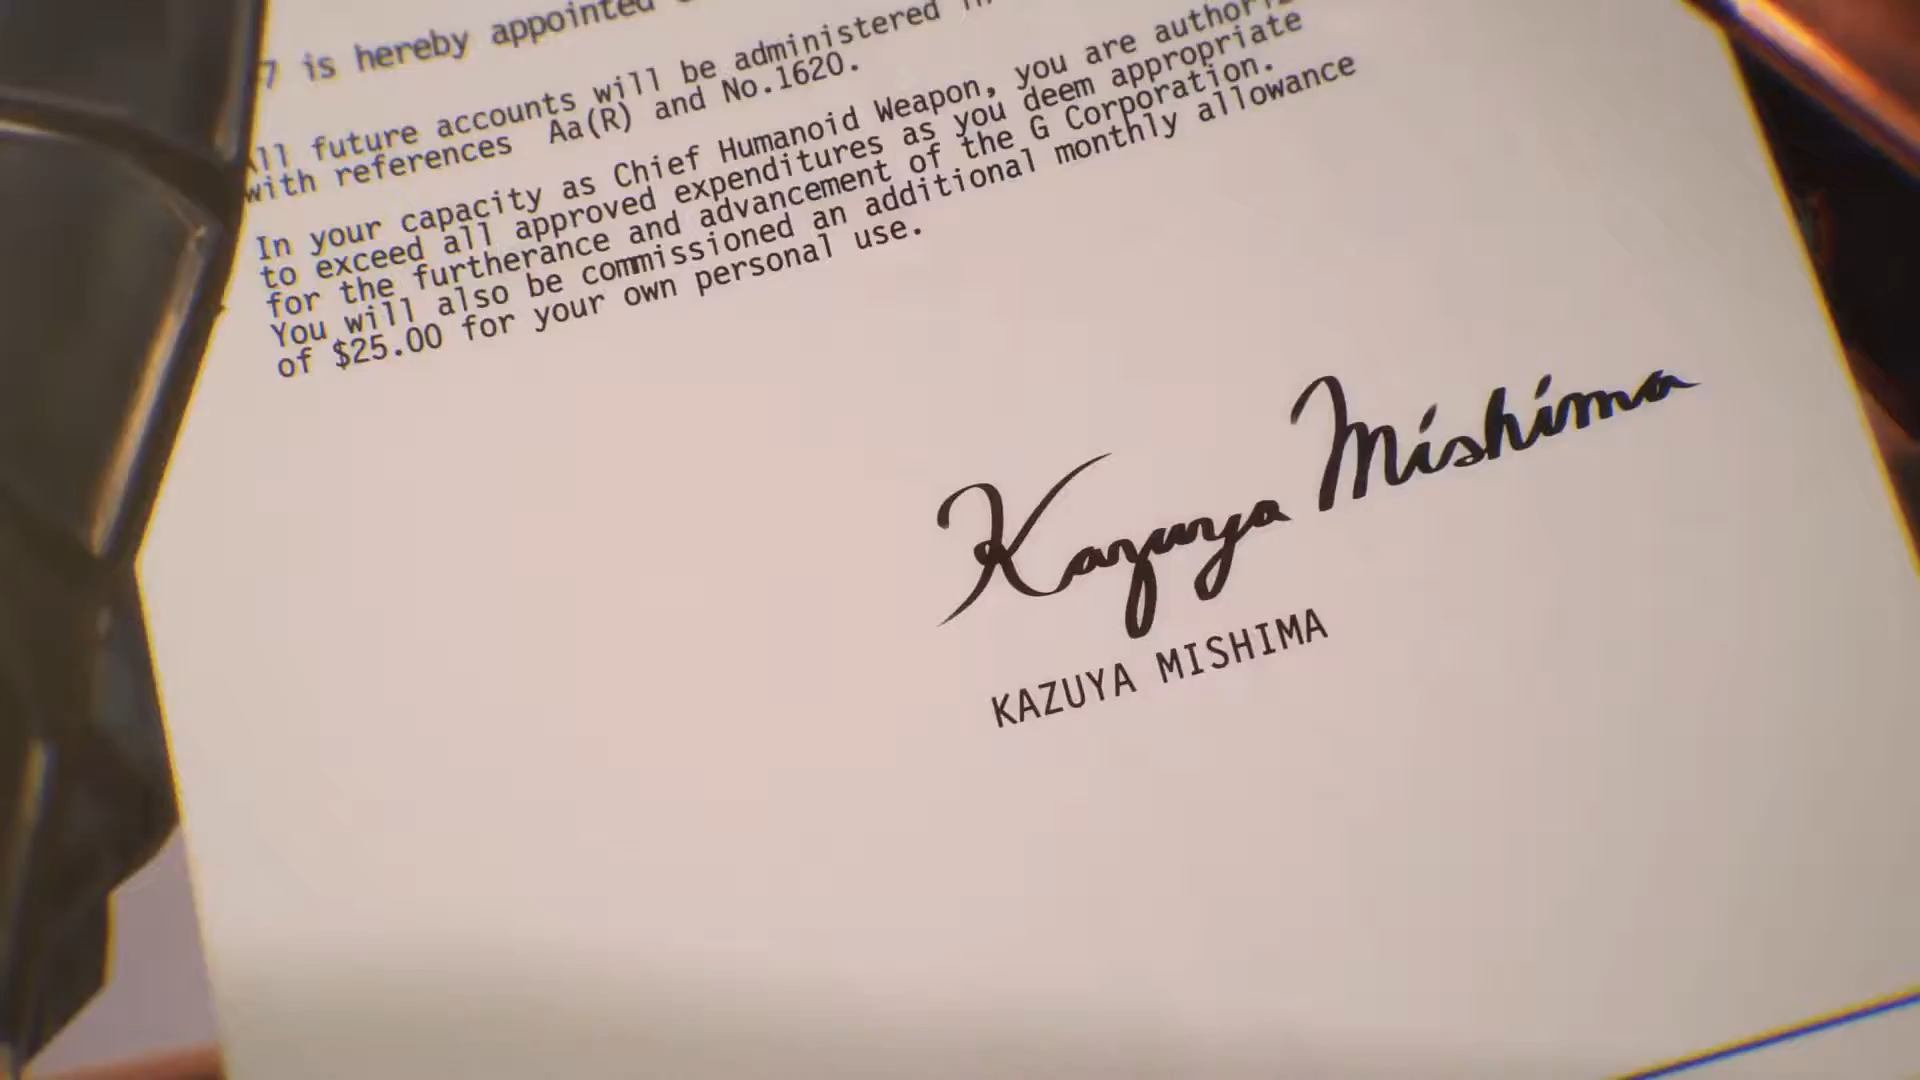 7 is hereby appointed
All future accounts will be administered
with references Aa(R) and No.1620.
In your capacity as Chief Humanoid Weapon, you are
to exceed all approved expenditures as you deem appropriate
for the furtherance and advancement of the G Corporation.
You will also be commissioned an additional monthly allowance
of $25.00 for your own personal use.
Kazuya Mishima
KAZUYA MISHIMA